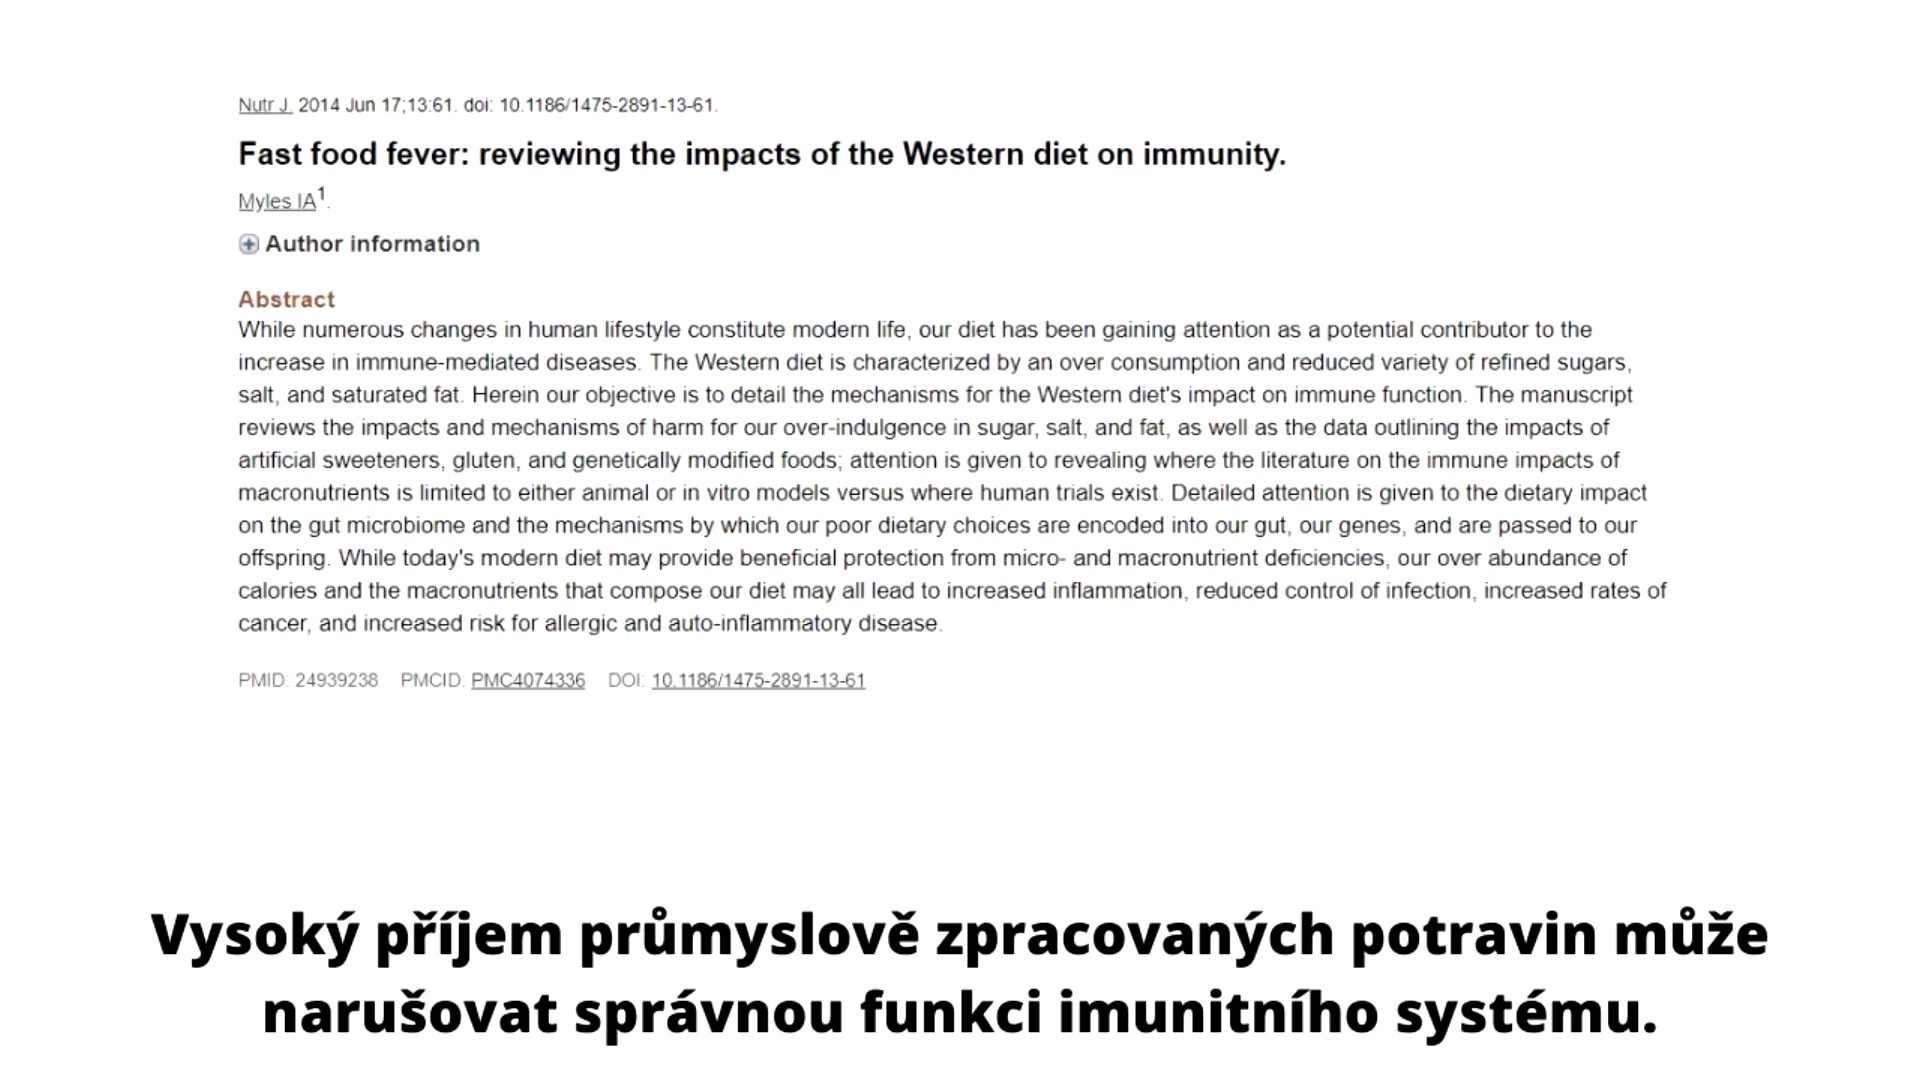 Nutr J. 2014 Jun 17;13:61. doi: 10.1186/1475-2891-13-61.
Fast food fever: reviewing the impacts of the Western diet on immunity.
Myles IA1.
Author information
Abstract
While numerous changes in human lifestyle constitute modern life, our diet has been gaining attention as a potential contributor to the
increase in immune-mediated diseases. The Western diet is characterized by an over consumption and reduced variety of refined sugars,
salt, and saturated fat. Herein our objective is to detail the mechanisms for the Western diet's impact on immune function. The manuscript
reviews the impacts and mechanisms of harm for our over-indulgence in sugar, salt, and fat, as well as the data outlining the impacts of
artificial sweeteners, gluten, and genetically modified foods; attention is given to revealing where the literature on the immune impacts of
macronutrients is limited to either animal or in vitro models versus where human trials exist. Detailed attention is given to the dietary impact
on the gut microbiome and the mechanisms by which our poor dietary choices are encoded into our gut, our genes, and are passed to our
offspring. While today's modern diet may provide beneficial protection from micro- and macronutrient deficiencies, our over abundance of
calories and the macronutrients that compose our diet may all lead to increased inflammation, reduced control of infection, increased rates of
cancer, and increased risk for allergic and auto-inflammatory disease.
PMID: 24939238 PMCID: PMC4074336 DOI: 10.1186/1475-2891-13-61
Vysoký příjem průmyslově zpracovaných potravin může
narušovat správnou funkci imunitního systému.